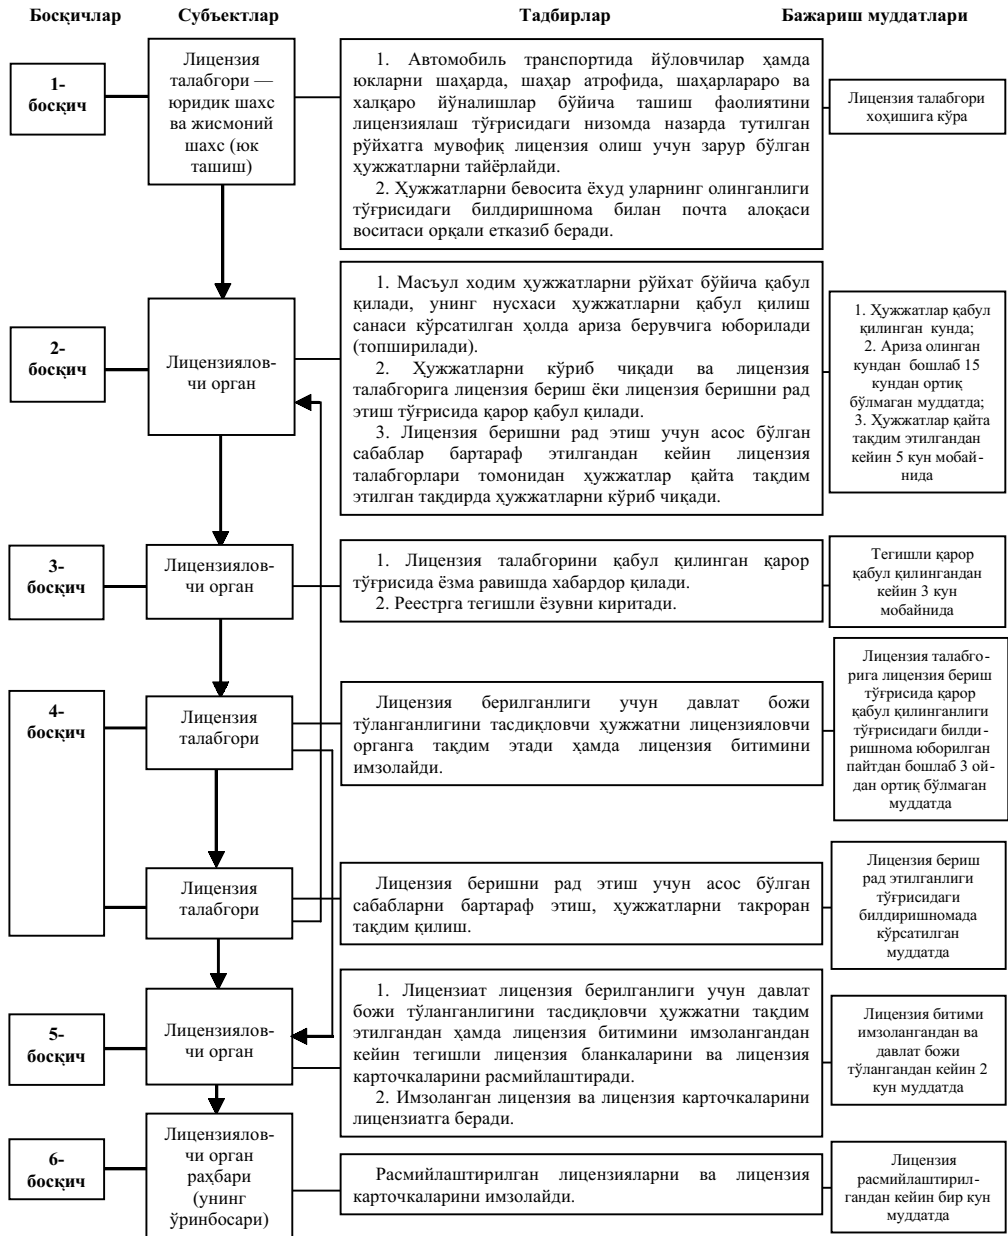 Босқичлар Субъектлар Тадбирлар Бажариш муддатлари
1-
босқич
Лицензия
талабгори —
юридик шахс
ва жисмоний
шахс (юк
ташиш)
1. Автомобиль транспортида йўловчилар ҳамда
юкларни шаҳарда, шаҳар атрофида, шаҳарлараро ва
халқаро йўналишлар бўйича ташиш фаолиятини
лицензиялаш тўғрисидаги низомда назарда тутилган
рўйхатга мувофиқ лицензия олиш учун зарур бўлган
ҳужжатларни тайёрлайди.
2. Ҳужжатларни бевосита ёхуд уларнинг олинганлиги
тўғрисидаги билдиришнома билан почта алоқаси
воситаси орқали етказиб беради.
Лицензия талабгори
хоҳишига кўра
2-
босқич
Лицензиялов-
чи орган
1. Масъул ходим ҳужжатларни рўйхат бўйича қабул
қилади, унинг нусхаси ҳужжатларни қабул қилиш
санаси кўрсатилган ҳолда ариза берувчига юборилади
(топширилади).
2. Ҳужжатларни кўриб чиқади ва лицензия
талабгорига лицензия бериш ёки лицензия беришни рад
этиш тўғрисида қарор қабул қилади.
3. Лицензия беришни рад этиш учун асос бўлган
сабаблар бартараф этилгандан кейин лицензия
талабгорлари томонидан ҳужжатлар қайта тақдим
этилган тақдирда ҳужжатларни кўриб чиқади.
1. Ҳужжатлар қабул
қилинган кунда;
2. Ариза олинган
кундан бошлаб 15
кундан ортиқ
бўлмаган муддатда;
3. Ҳужжатлар қайта
тақдим этилгандан
кейин 5 кун мобай-
нида
3-
босқич
Лицензиялов-
чи орган
1. Лицензия талабгорини қабул қилинган қарор
тўғрисида ёзма равишда хабардор қилади.
2. Реестрга тегишли ёзувни киритади.
Тегишли қарор
қабул қилингандан
кейин 3 кун
мобайнида
4-
босқич
Лицензия
талабгори
Лицензия берилганлиги учун давлат божи
тўланганлигини тасдиқловчи ҳужжатни лицензияловчи
органга тақдим этади ҳамда лицензия битимини
имзолайди.
Лицензия талабго-
рига лицензия бериш
тўғрисида қарор
қабул қилинганлиги
тўғрисидаги билди-
ришнома юборилган
пайтдан бошлаб 3 ой-
дан ортиқ бўлмаган
муддатда
Лицензия
талабгори
Лицензия беришни рад этиш учун асос бўлган
сабабларни бартараф этиш, ҳужжатларни такроран
тақдим қилиш.
Лицензия бериш
рад этилганлиги
тўғрисидаги
билдиришномада
кўрсатилган
муддатда
5-
босқич
Лицензиялов-
чи орган
1. Лицензиат лицензия берилганлиги учун давлат
божи тўланганлигини тасдиқловчи ҳужжатни тақдим
этилгандан ҳамда лицензия битимини имзолангандан
кейин тегишли лицензия бланкаларини ва лицензия
карточкаларини расмийлаштиради.
2. Имзоланган лицензия ва лицензия карточкаларини
лицензиатга беради.
Лицензия битими
имзолангандан ва
давлат божи
тўлангандан кейин 2
кун муддатда
6-
босқич
Лицензиялов-
чи орган
раҳбари
(унинг
ўринбосари)
Расмийлаштирилган лицензияларни ва лицензия
карточкаларини имзолайди.
Лицензия
расмийлаштирил-
гандан кейин бир кун
муддатда